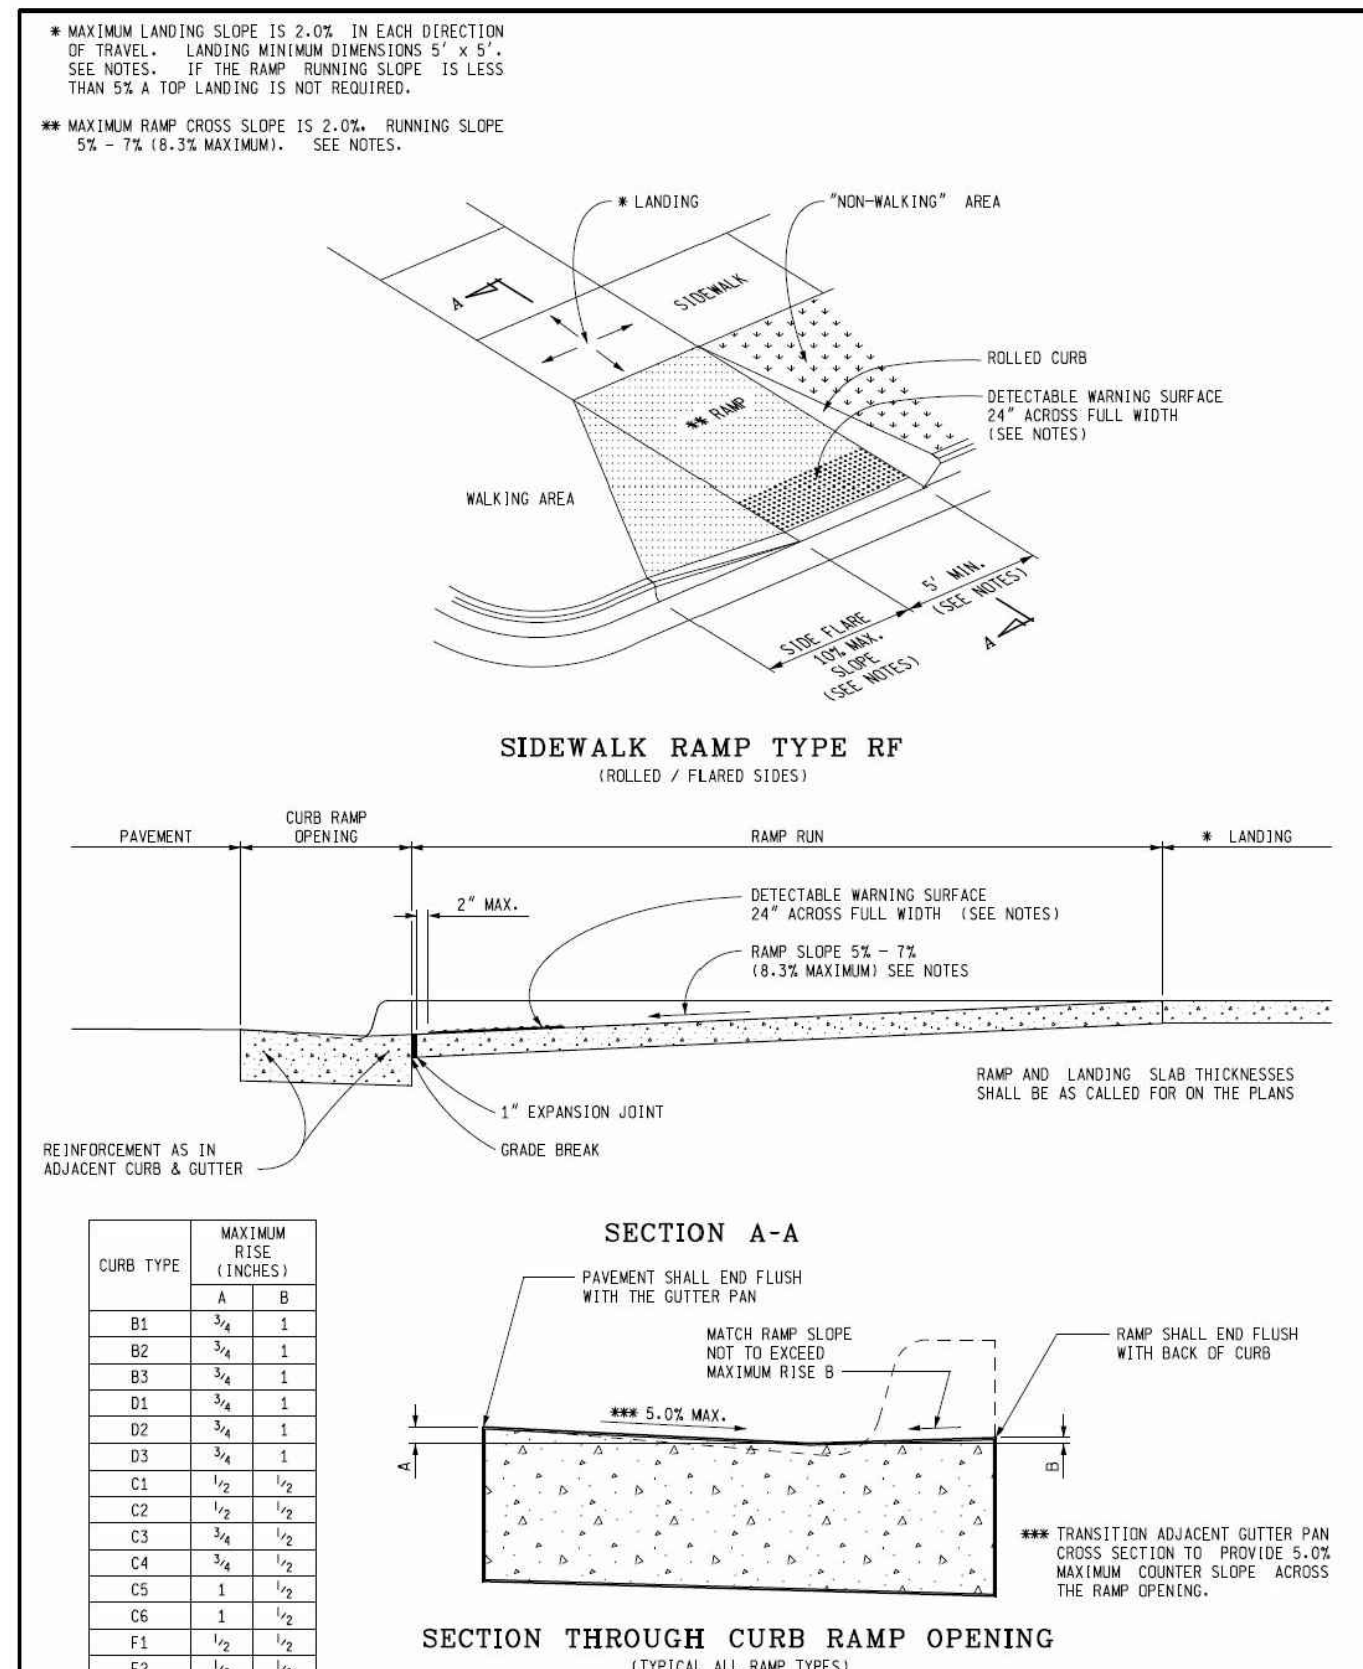 * MAXIMUM LANDING SLOPE IS 2.0% IN EACH DIRECTION
OF TRAVEL. LANDING MINIMUM DIMENSIONS 5' x 5'.
SEE NOTES. IF THE RAMP RUNNING SLOPE IS LESS
THAN 5% A TOP LANDING IS NOT REQUIRED.
** MAXIMUM RAMP CROSS SLOPE IS 2.0%. RUNNING SLOPE
5% - 7% (8.3% MAXIMUM). SEE NOTES.
* LANDING
"NON-WALKING" AREA
A
SIDEWALK
ROLLED CURB
DETECTABLE WARNING SURFACE
24" ACROSS FULL WIDTH
(SEE NOTES)
** RAMP
WALKING AREA
5' MIN.
(SEE NOTES)
SIDE FLARE
10% MAX.
SLOPE
(SEE NOTES)
A
SIDEWALK RAMP TYPE RF
(ROLLED / FLARED SIDES)
PAVEMENT
CURB RAMP
OPENING
RAMP RUN
* LANDING
2" MAX.
DETECTABLE WARNING SURFACE
24" ACROSS FULL WIDTH (SEE NOTES)
RAMP SLOPE 5% - 7%
(8.3% MAXIMUM) SEE NOTES
RAMP AND LANDING SLAB THICKNESSES
SHALL BE AS CALLED FOR ON THE PLANS
1" EXPANSION JOINT
GRADE BREAK
REINFORCEMENT AS IN
ADJACENT CURB & GUTTER
SECTION A-A
CURB TYPE
MAXIMUM
RISE
(INCHES)
A B
B1 3/4 1
B2 3/4 1
B3 3/4 1
D1 3/4 1
D2 3/4 1
D3 3/4 1
C1 1/2 1/2
C2 1/2 1/2
C3 3/4 1/2
C4 3/4 1/2
C5 1 1/2
C6 1 1/2
F1 1/2 1/2
PAVEMENT SHALL END FLUSH
WITH THE GUTTER PAN
MATCH RAMP SLOPE
NOT TO EXCEED
MAXIMUM RISE B
RAMP SHALL END FLUSH
WITH BACK OF CURB
*** 5.0% MAX.
A
B
*** TRANSITION ADJACENT GUTTER PAN
CROSS SECTION TO PROVIDE 5.0%
MAXIMUM COUNTER SLOPE ACROSS
THE RAMP OPENING.
SECTION THROUGH CURB RAMP OPENING
(TYPICAL ALL RAMP TYPES)